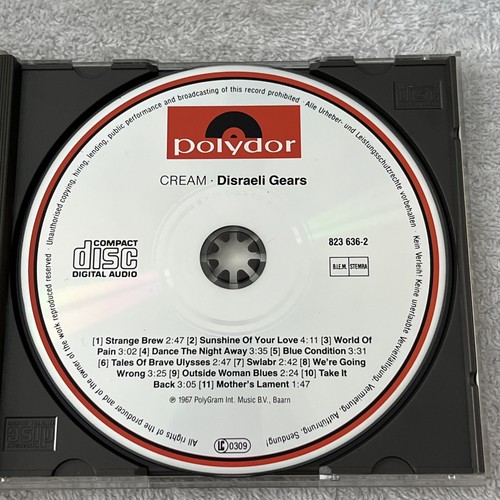 All rights of the producer and of the owner of the work reproduced reserved · Unauthorised copying, hiring, lending, public performance and broadcasting of this record prohibited · Alle Urheber- und Leistungsschutzrechte vorbehalten · Kein Verleih! Keine unerlaubte Vervielfältigung, Vermietung, Aufführung, Sendung!
polydor
CREAM · Disraeli Gears
COMPACT
disc
DIGITAL AUDIO
823 636-2
B.I.E.M. STEMRA
[1] Strange Brew 2:47 [2] Sunshine Of Your Love 4:11 [3] World Of
Pain 3:02 [4] Dance The Night Away 3:35 [5] Blue Condition 3:31
[6] Tales Of Brave Ulysses 2:47 [7] Swlabr 2:42 [8] We're Going
Wrong 3:25 [9] Outside Woman Blues 2:24 [10] Take It
Back 3:05 [11] Mother's Lament 1:47
℗ 1967 PolyGram Int. Music B.V., Baarn
LC 0309